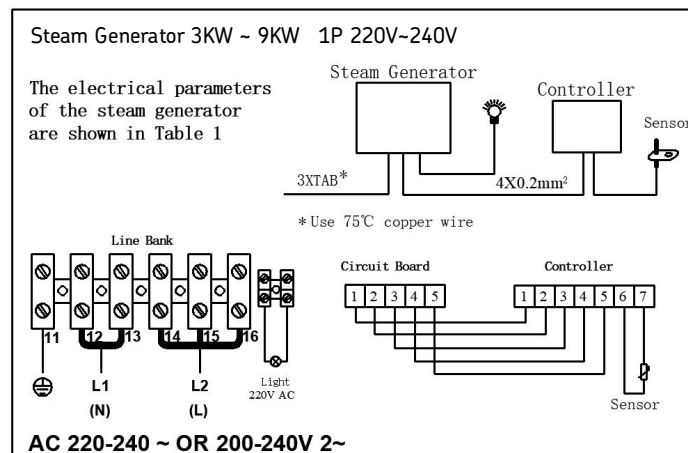 Steam Generator 3KW ~ 9KW 1P 220V~240V
The electrical parameters
of the steam generator
are shown in Table 1
Steam Generator
Controller
Sensor
3XTAB*
4X0.2mm²
*Use 75℃ copper wire
Line Bank
11 12 13 14 15 16
L1
(N)
L2
(L)
Light
220V AC
Circuit Board
1 2 3 4 5
Controller
1 2 3 4 5 6 7
Sensor
AC 220-240 ~ OR 200-240V 2~